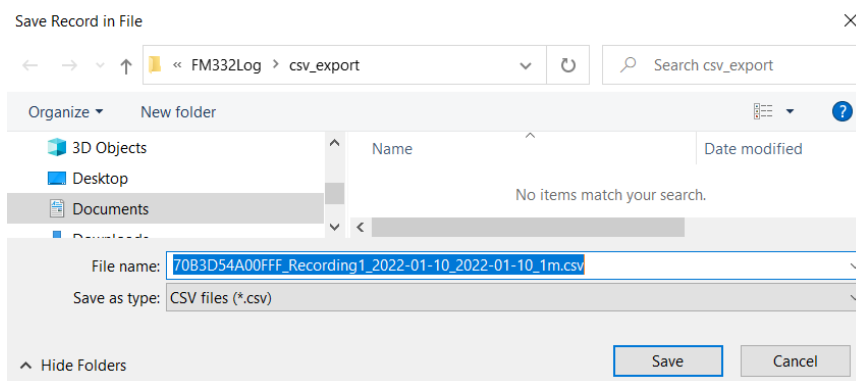 Save Record in File
« FM332Log > csv_export
Search csv_export
Organize
New folder
?
3D Objects
Desktop
Documents
Name
Date modified
No items match your search.
File name: 70B3D54A00FFF_Recording1_2022-01-10_2022-01-10_1m.csv
Save as type: CSV files (*.csv)
Hide Folders
Save
Cancel